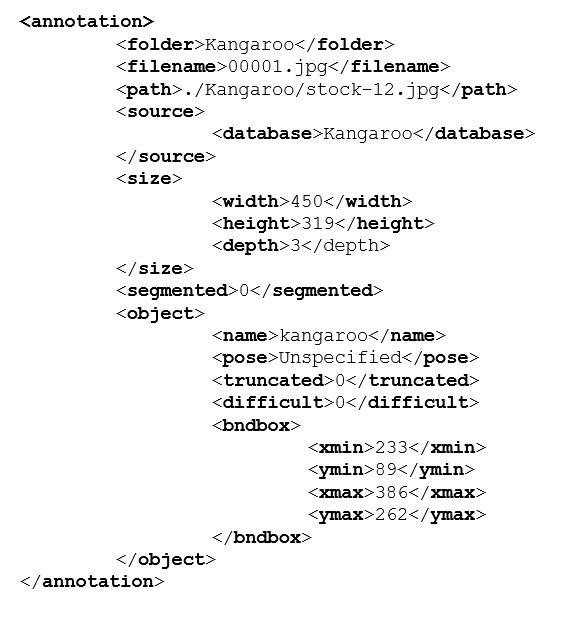 <annotation>
<folder>Kangaroo</folder>
<filename>00001.jpg</filename>
<path>./Kangaroo/stock-12.jpg</path>
<source>
<database>Kangaroo</database>
</source>
<size>
<width>450</width>
<height>319</height>
<depth>3</depth>
</size>
<segmented>0</segmented>
<object>
<name>kangaroo</name>
<pose>Unspecified</pose>
<truncated>0</truncated>
<difficult>0</difficult>
<bndbox>
<xmin>233</xmin>
<ymin>89</ymin>
<xmax>386</xmax>
<ymax>262</ymax>
</bndbox>
</object>
</annotation>